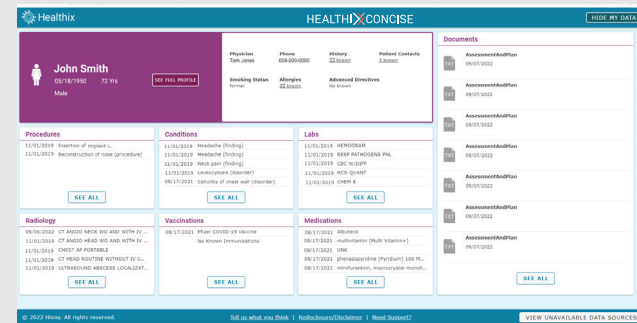 Healthix
HEALTHIXCONCISE
HIDE MY DATA
John Smith
05/18/1950 72 Yrs
Male
SEE FULL PROFILE
Physician Phone History Patient Contacts
Tom Jones 000-000-0000 22 known 5 known
Smoking Status Allergies Advanced Directives
former 22 known No known
Documents
AssessmentAndPlan
TXT 09/07/2022
AssessmentAndPlan
TXT 09/07/2022
AssessmentAndPlan
TXT 09/07/2022
AssessmentAndPlan
TXT 09/07/2022
AssessmentAndPlan
TXT 09/07/2022
AssessmentAndPlan
TXT 09/07/2022
AssessmentAndPlan
TXT 09/07/2022
SEE ALL
Procedures
11/01/2019 Insertion of implant i...
11/01/2019 Reconstruction of nose (procedure)
SEE ALL
Conditions
11/01/2019 Headache (finding)
11/01/2019 Headache (finding)
11/01/2019 Neck pain (finding)
11/01/2019 Leukocytosis (disorder)
08/17/2021 Cellulitis of chest wall (disorder)
SEE ALL
Labs
11/01/2019 HEMOGRAM
11/01/2019 RESP PATHOGENS PNL
11/01/2019 CBC W/DIFF
11/01/2019 HCG QUANT
11/01/2019 CHEM 8
SEE ALL
Radiology
09/06/2022 CT ANGIO NECK WO AND WITH IV ...
11/01/2019 CT ANGIO HEAD WO AND WITH IV ...
11/01/2019 CHEST AP PORTABLE
11/01/2018 CT HEAD ROUTINE WITHOUT IV C...
11/01/2019 ULTRASOUND ABSCESS LOCALIZAT...
SEE ALL
Vaccinations
08/17/2021 Pfizer COVID-19 Vaccine
No Known Immunizations
SEE ALL
Medications
08/17/2021 Albuterol
08/17/2021 multivitamin (Multi Vitamin+)
08/17/2021 UNK
08/17/2021 phenazopyridine (Pyridium) 100 M...
08/17/2021 nitrofurantoin, macrocrystal-monoh...
SEE ALL
© 2022 Hixny. All rights reserved.
Tell us what you think | Redisclosure/Disclaimer | Need Support?
VIEW UNAVAILABLE DATA SOURCES